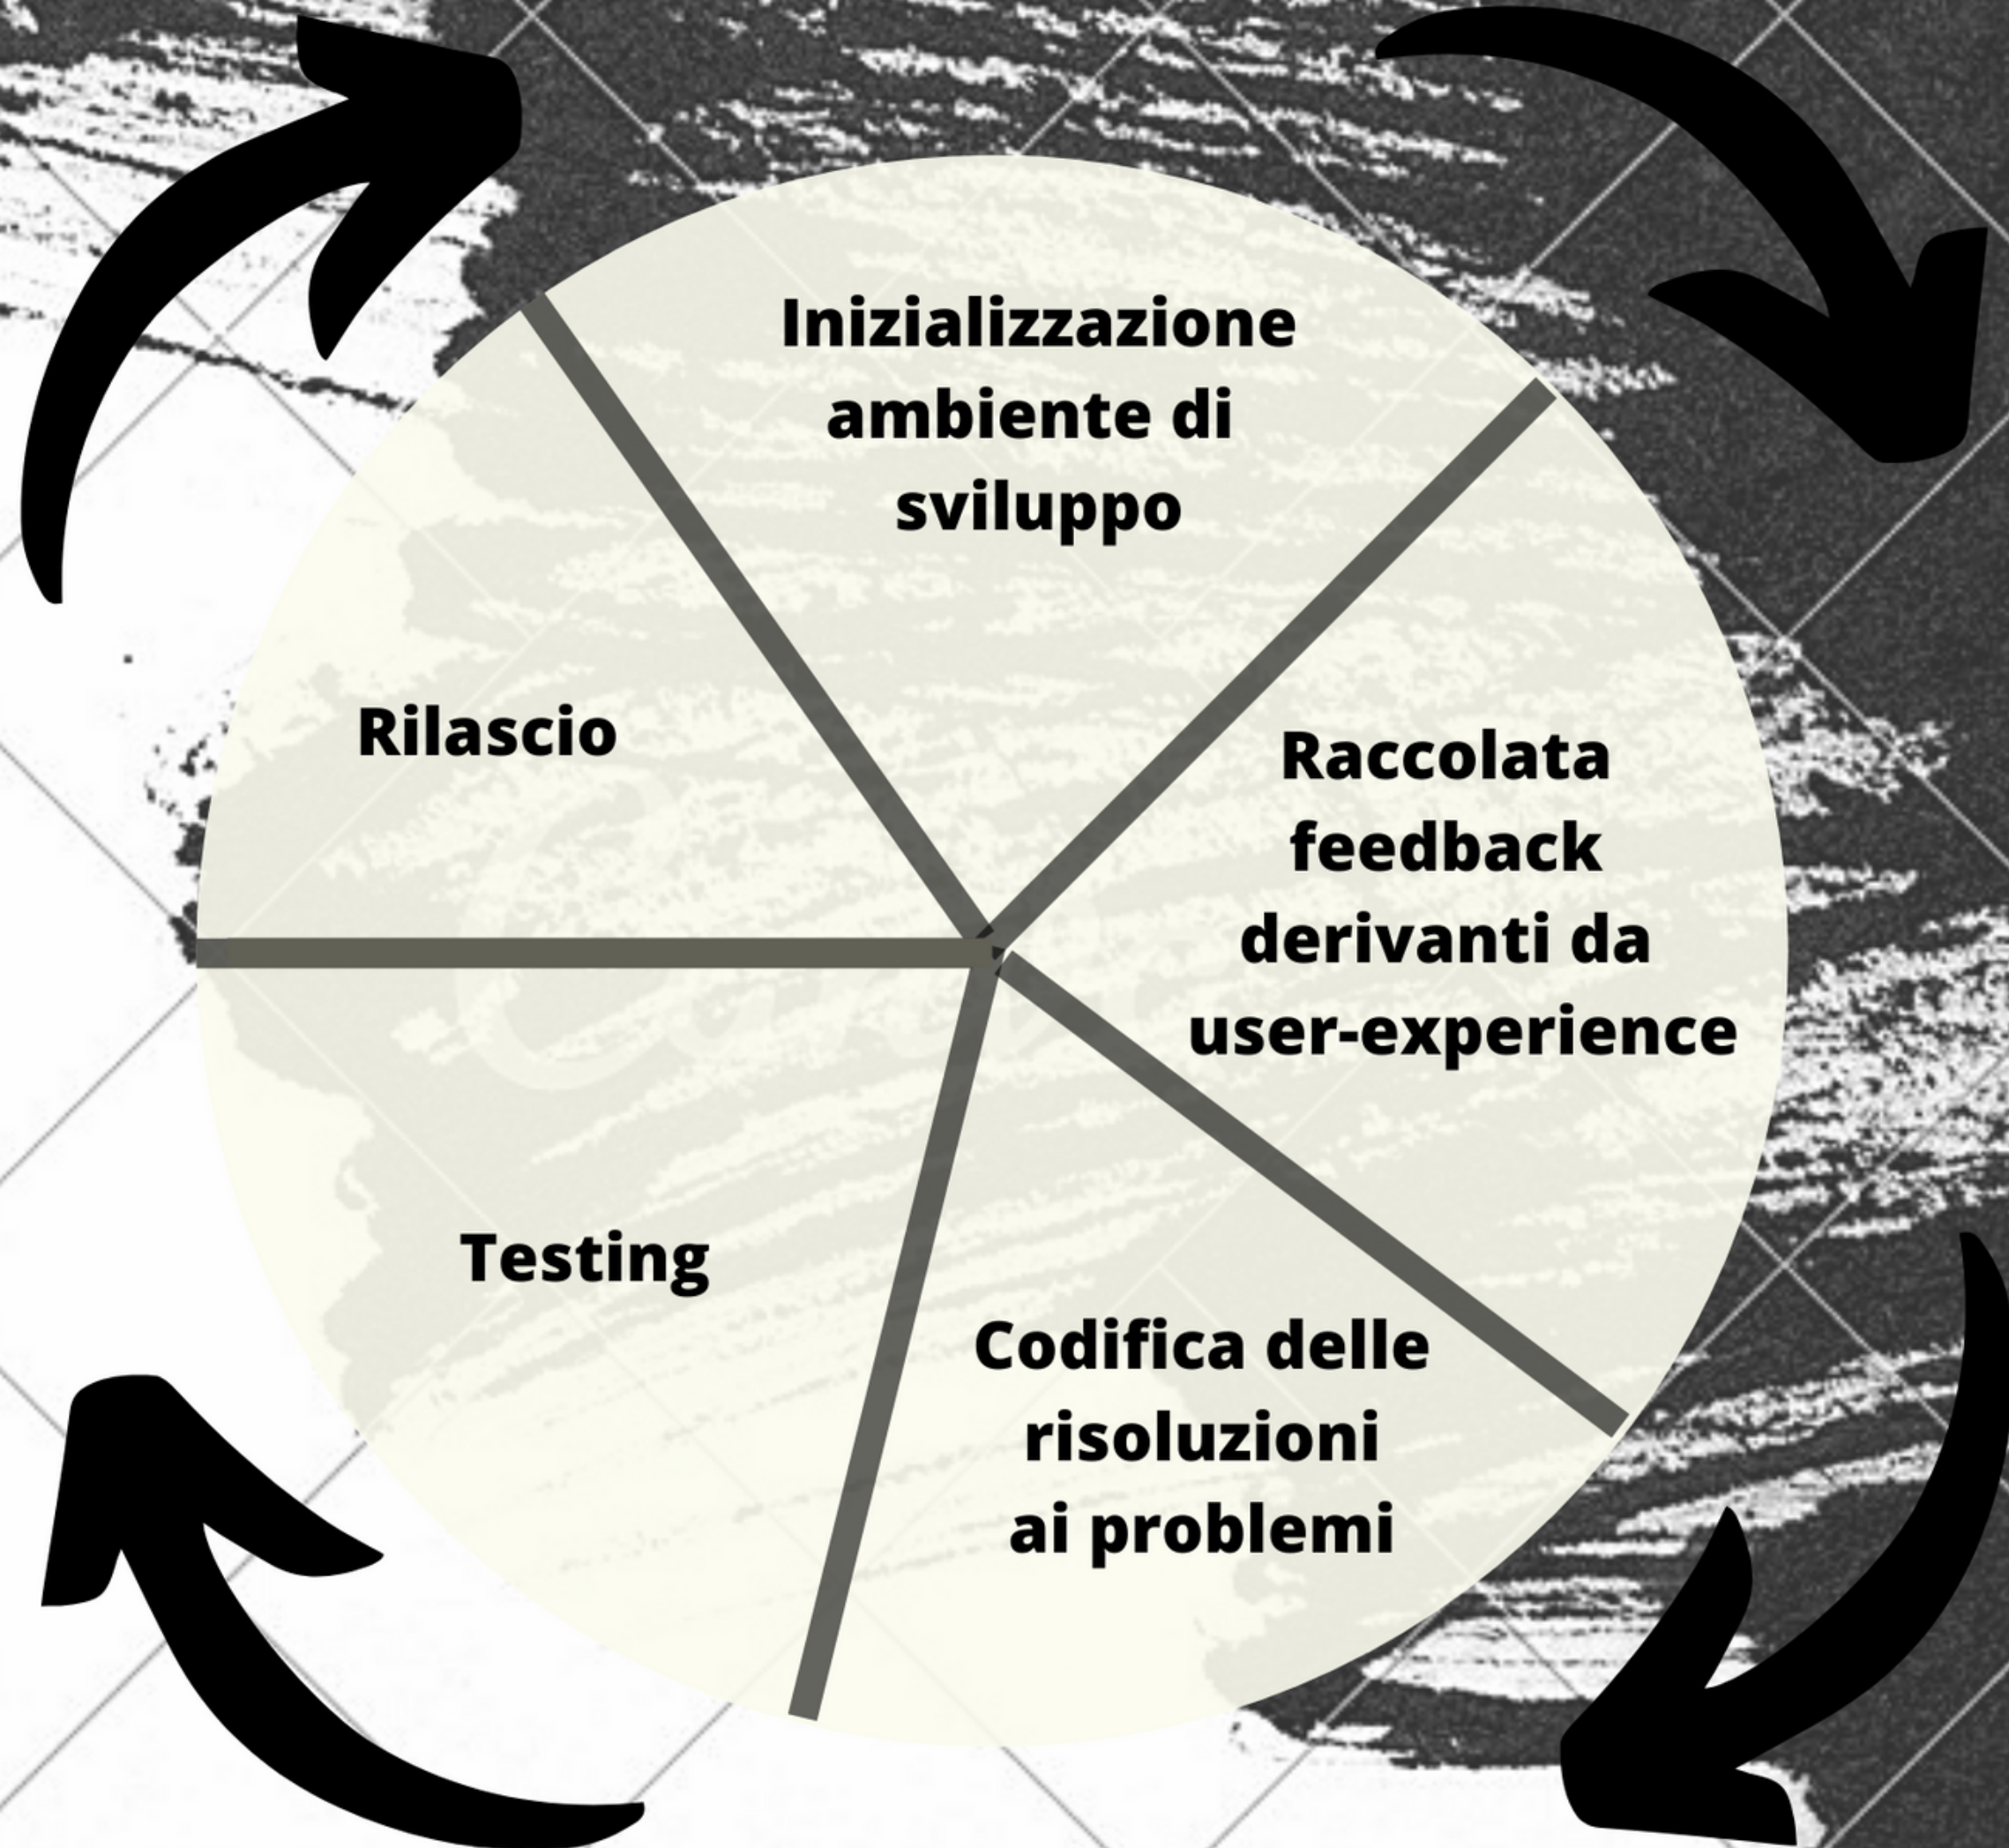 Inizializzazione
ambiente di
sviluppo
Raccolata
feedback
derivanti da
user-experience
Codifica delle
risoluzioni
ai problemi
Testing
Rilascio